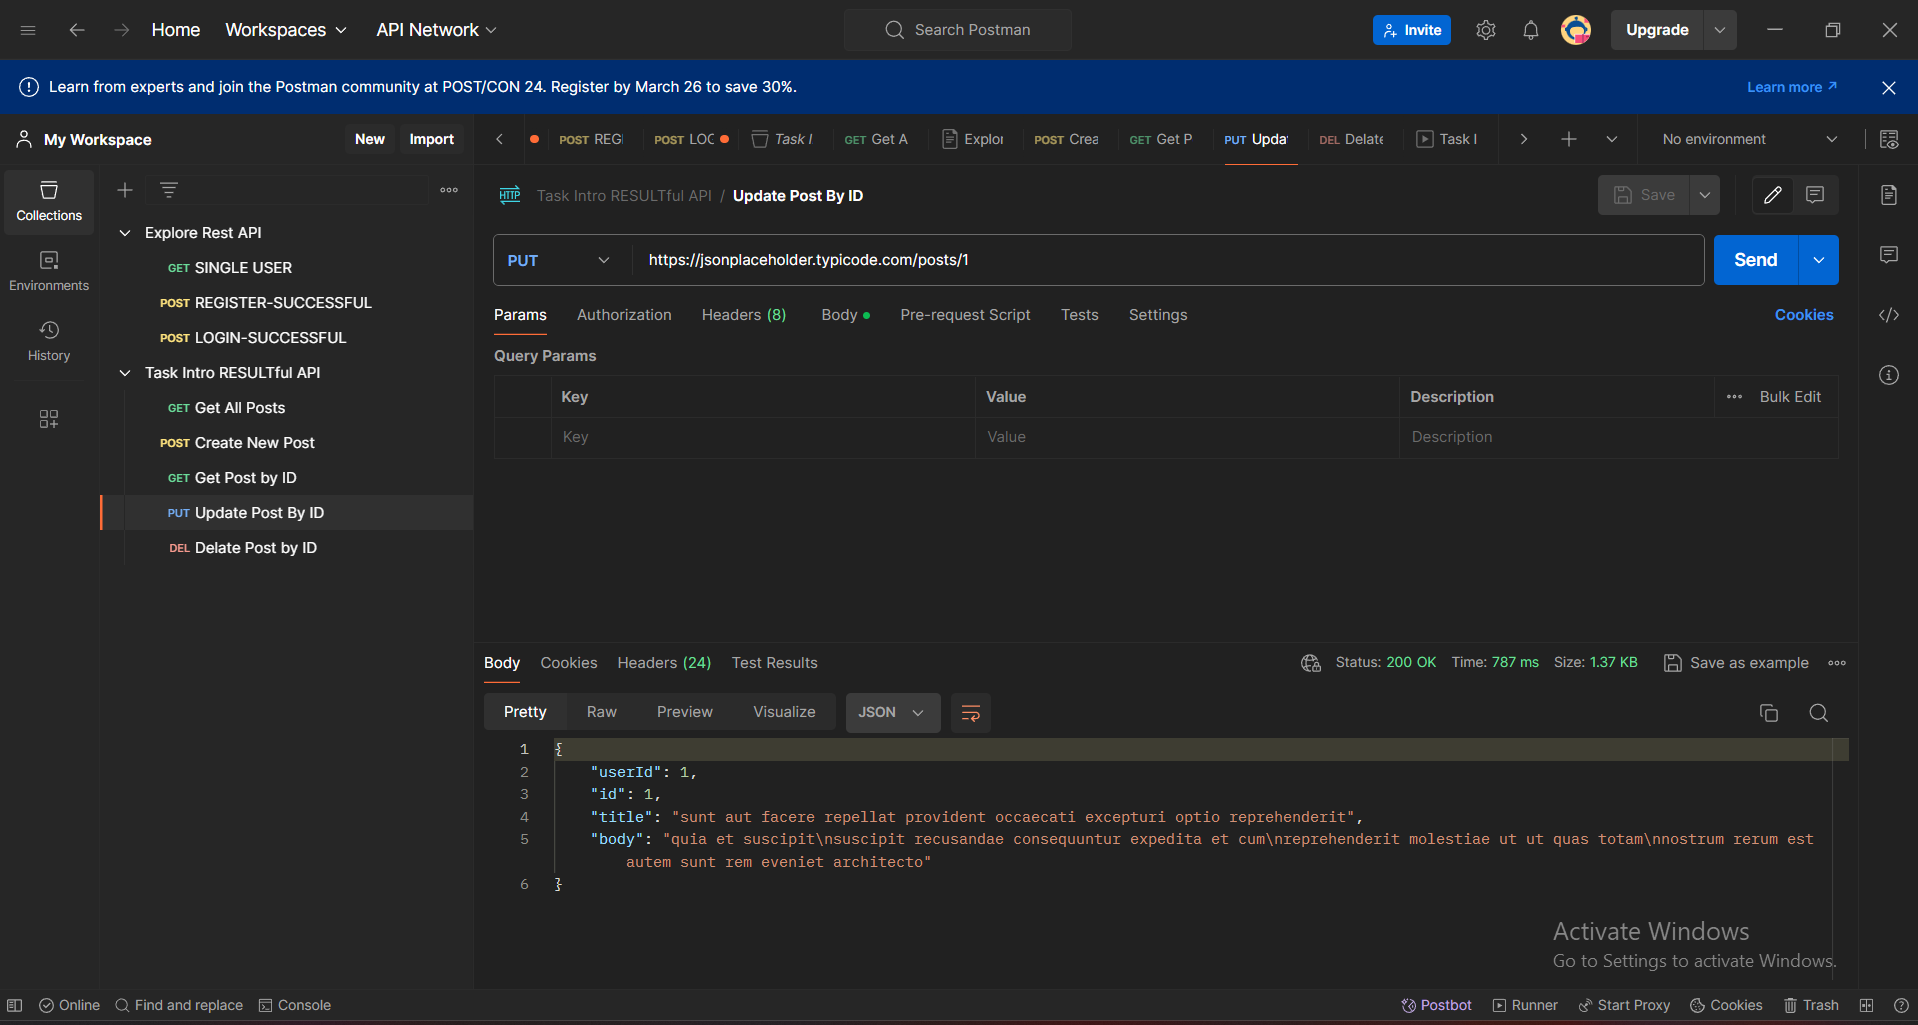 Home Workspaces API Network Search Postman Invite Upgrade
Learn from experts and join the Postman community at POST/CON 24. Register by March 26 to save 30%. Learn more
My Workspace New Import
POST REGI POST LOC Task I GET Get A Explor POST Crea GET Get P PUT Upda DEL Delate Task I No environment
Collections
Environments
History
Explore Rest API
GET SINGLE USER
POST REGISTER-SUCCESSFUL
POST LOGIN-SUCCESSFUL
Task Intro RESULTful API
GET Get All Posts
POST Create New Post
GET Get Post by ID
PUT Update Post By ID
DEL Delate Post by ID
HTTP Task Intro RESULTful API / Update Post By ID Save
PUT https://jsonplaceholder.typicode.com/posts/1 Send
Params Authorization Headers (8) Body Pre-request Script Tests Settings Cookies
Query Params
Key Value Description Bulk Edit
Key Value Description
Body Cookies Headers (24) Test Results Status: 200 OK Time: 787 ms Size: 1.37 KB Save as example
Pretty Raw Preview Visualize JSON
1 {
2 "userId": 1,
3 "id": 1,
4 "title": "sunt aut facere repellat provident occaecati excepturi optio reprehenderit",
5 "body": "quia et suscipit\nsuscipit recusandae consequuntur expedita et cum\nreprehenderit molestiae ut ut quas totam\nnostrum rerum est
autem sunt rem eveniet architecto"
6 }
Activate Windows
Go to Settings to activate Windows.
Online Find and replace Console Postbot Runner Start Proxy Cookies Trash